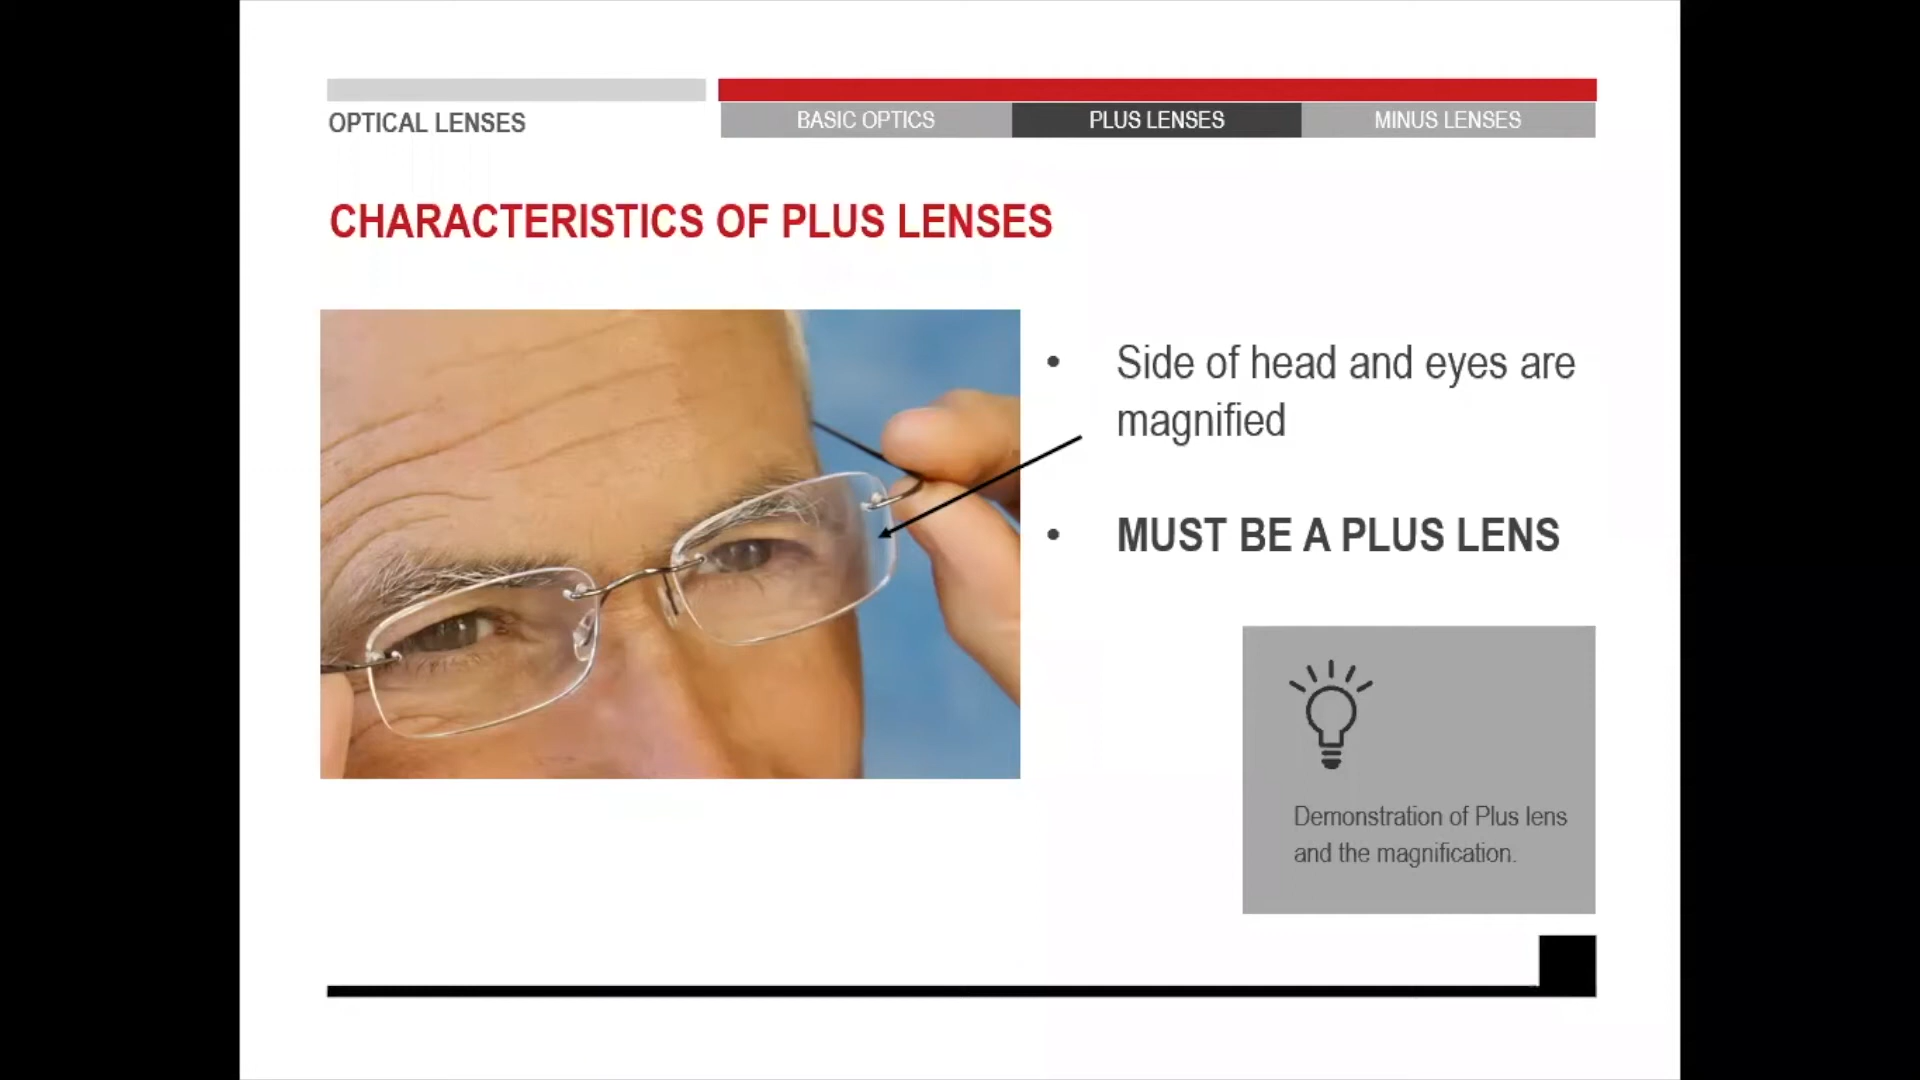 OPTICAL LENSES
BASIC OPTICS
PLUS LENSES
MINUS LENSES
CHARACTERISTICS OF PLUS LENSES
• Side of head and eyes are
magnified
• MUST BE A PLUS LENS
Demonstration of Plus lens
and the magnification.